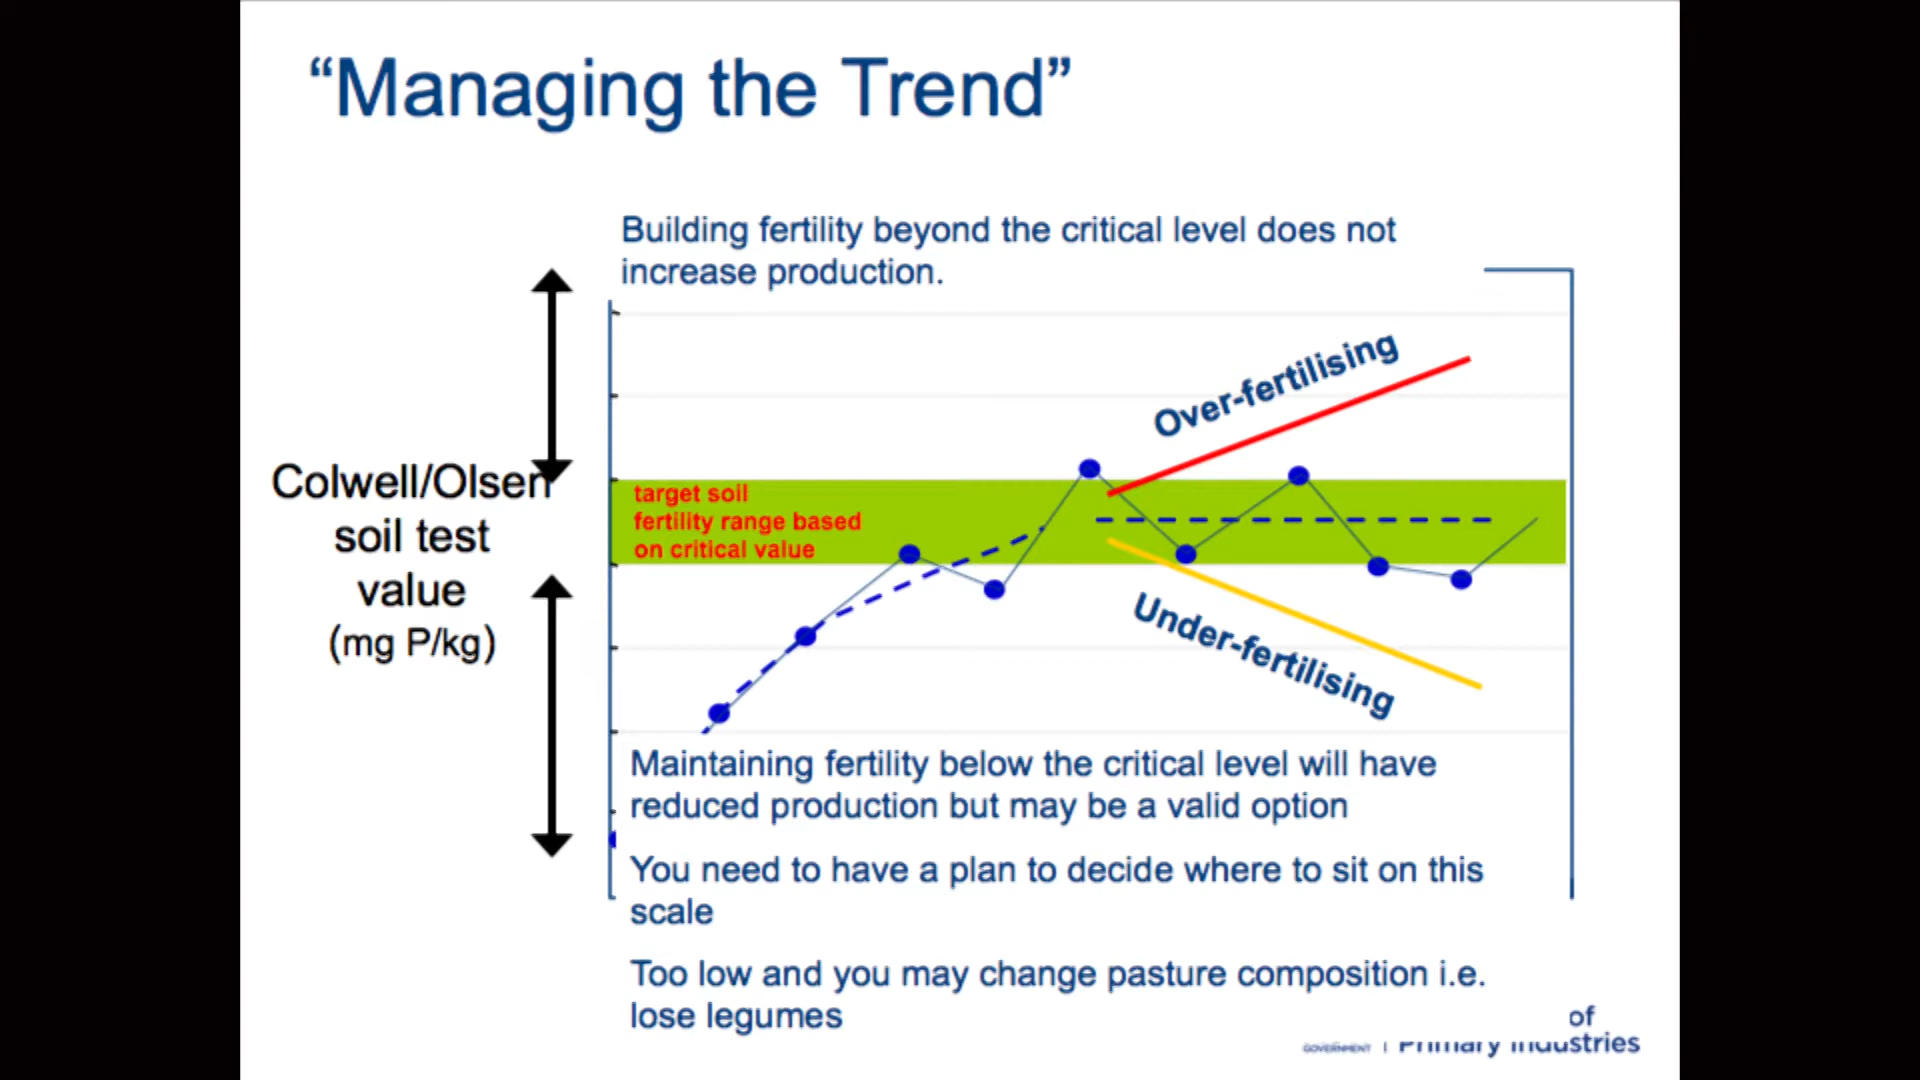 “Managing the Trend”
Building fertility beyond the critical level does not
increase production.
Over-fertilising
Colwell/Olsen
soil test
value
(mg P/kg)
target soil
fertility range based
on critical value
Under-fertilising
Maintaining fertility below the critical level will have
reduced production but may be a valid option
You need to have a plan to decide where to sit on this
scale
Too low and you may change pasture composition i.e.
lose legumes
of
GOVERNMENT | Primary Industries